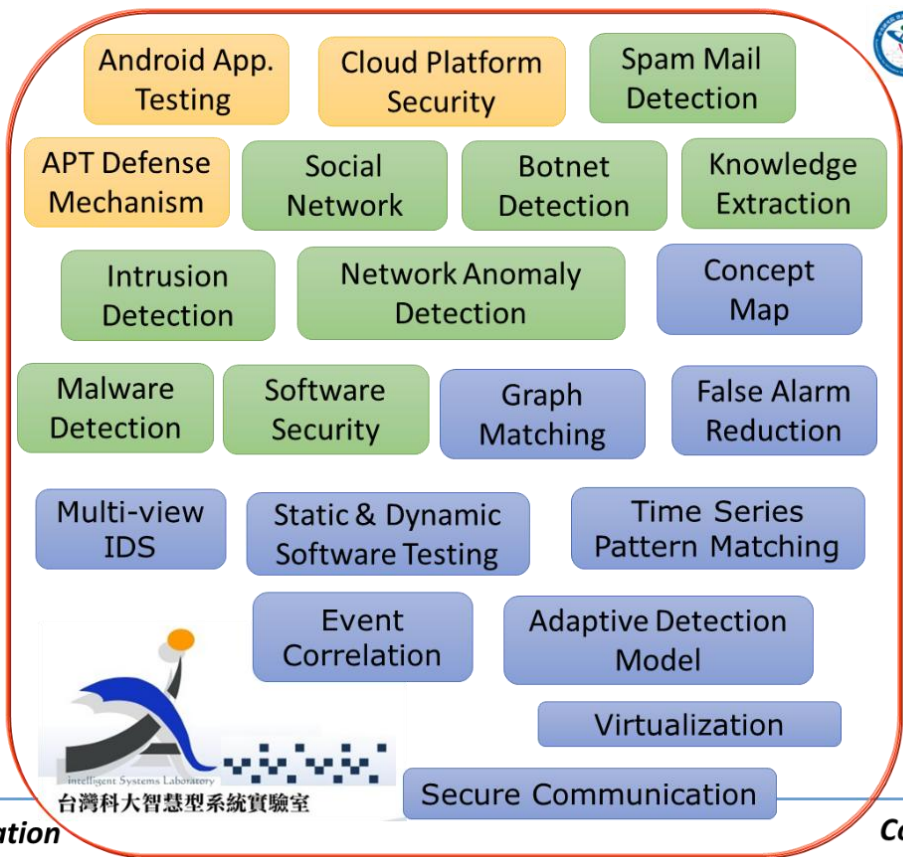 Android App.
Testing
Cloud Platform
Security
Spam Mail
Detection
APT Defense
Mechanism
Social
Network
Botnet
Detection
Knowledge
Extraction
Intrusion
Detection
Network Anomaly
Detection
Concept
Map
Malware
Detection
Software
Security
Graph
Matching
False Alarm
Reduction
Multi-view
IDS
Static & Dynamic
Software Testing
Time Series
Pattern Matching
Event
Correlation
Adaptive Detection
Model
Virtualization
intelligent Systems Laboratory
台灣科大智慧型系統實驗室
Secure Communication
ation
Co